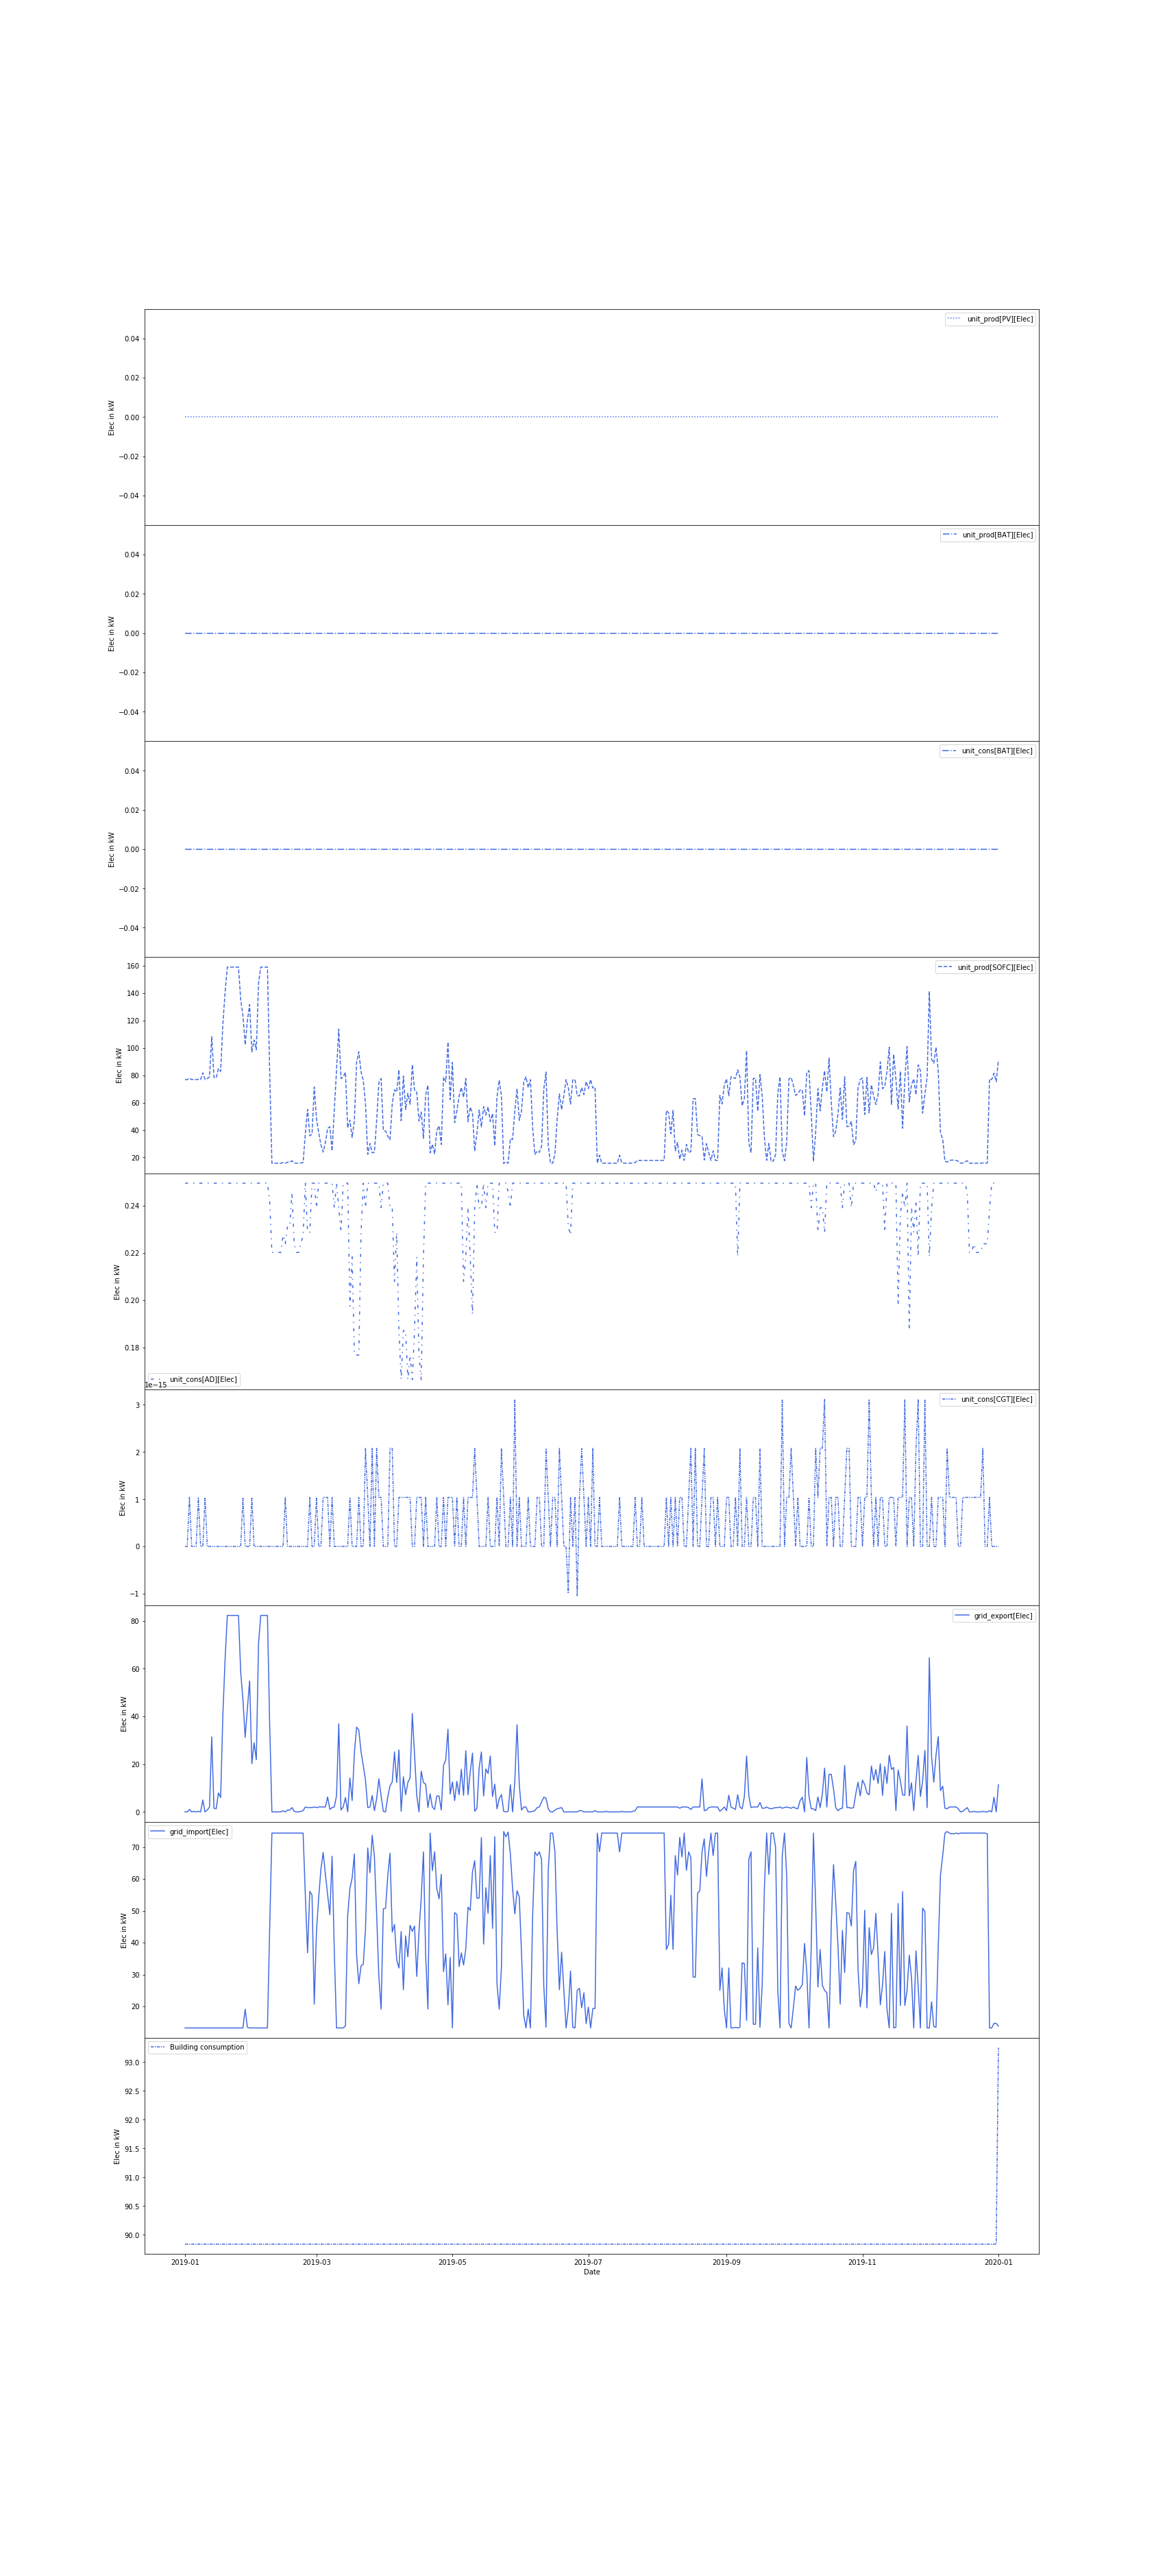 unit_prod[PV][Elec]
0.04
0.02
0.00
−0.02
−0.04
Elec in kW
unit_prod[BAT][Elec]
0.04
0.02
0.00
−0.02
−0.04
Elec in kW
unit_cons[BAT][Elec]
0.04
0.02
0.00
−0.02
−0.04
Elec in kW
unit_prod[SOFC][Elec]
160
140
120
100
80
60
40
20
Elec in kW
0.24
0.22
0.20
0.18
Elec in kW
unit_cons[AD][Elec]
1e−15
unit_cons[CGT][Elec]
3
2
1
0
−1
Elec in kW
grid_export[Elec]
80
60
40
20
0
Elec in kW
grid_import[Elec]
70
60
50
40
30
20
Elec in kW
Building consumption
93.0
92.5
92.0
91.5
91.0
90.5
90.0
Elec in kW
2019-01 2019-03 2019-05 2019-07 2019-09 2019-11 2020-01
Date